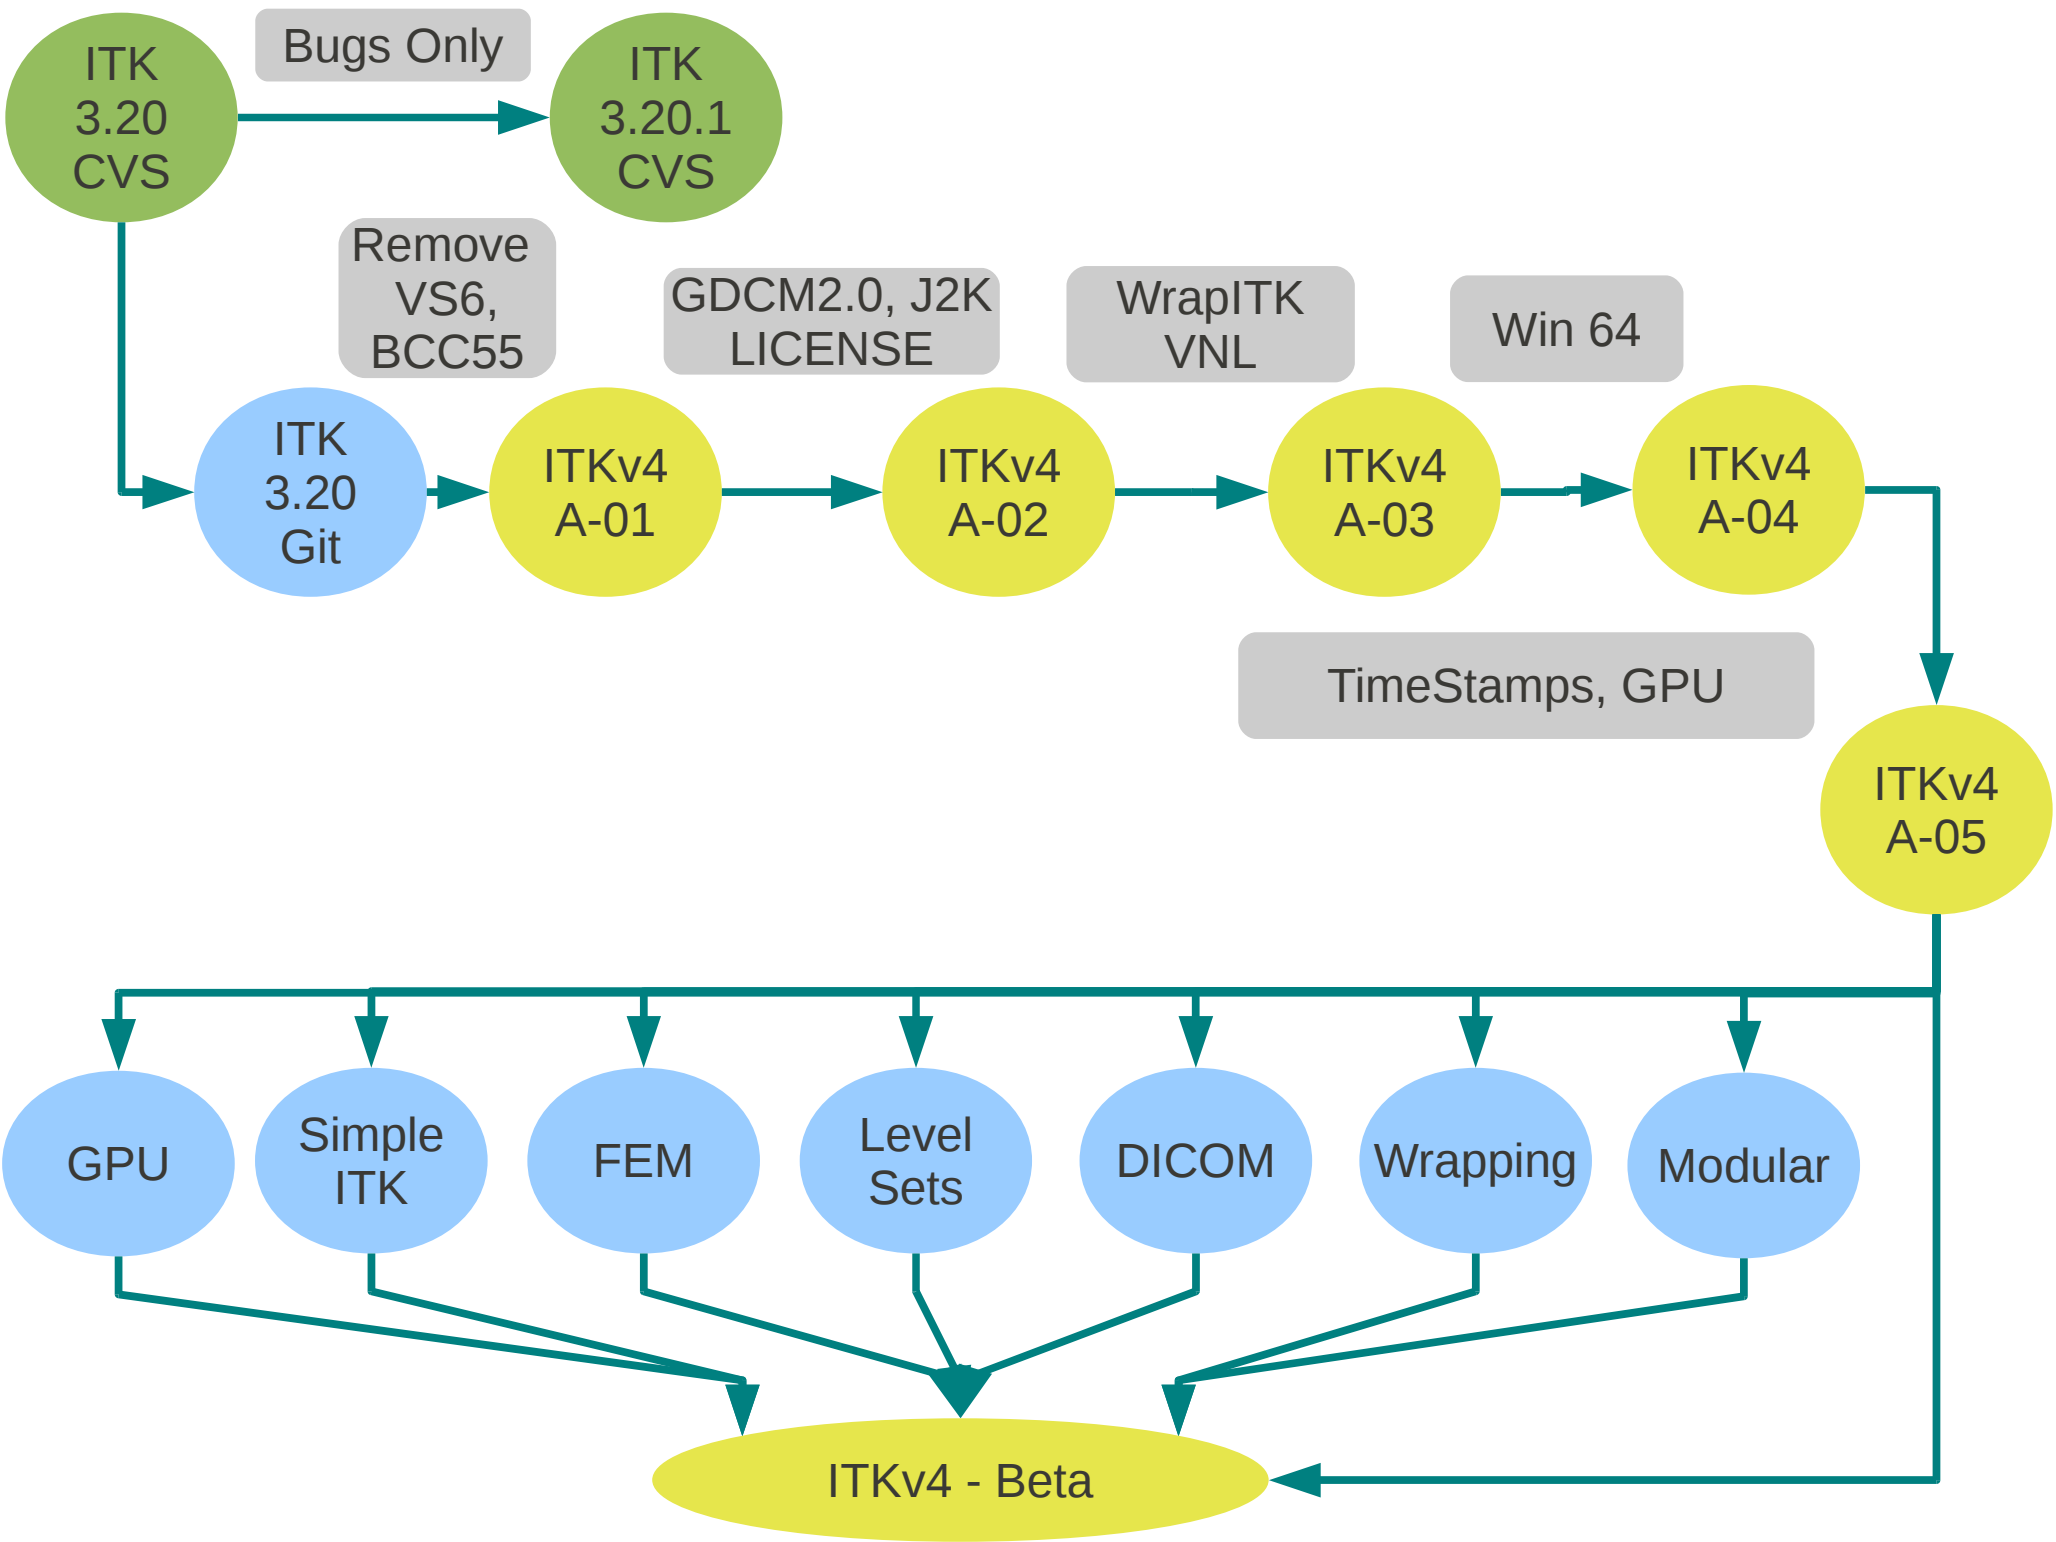 ITK
3.20
CVS
Bugs Only
ITK
3.20.1
CVS
Remove
VS6,
BCC55
GDCM2.0, J2K
LICENSE
WrapITK
VNL
Win 64
ITK
3.20
Git
ITKv4
A-01
ITKv4
A-02
ITKv4
A-03
ITKv4
A-04
TimeStamps, GPU
ITKv4
A-05
GPU
Simple
ITK
FEM
Level
Sets
DICOM
Wrapping
Modular
ITKv4 - Beta